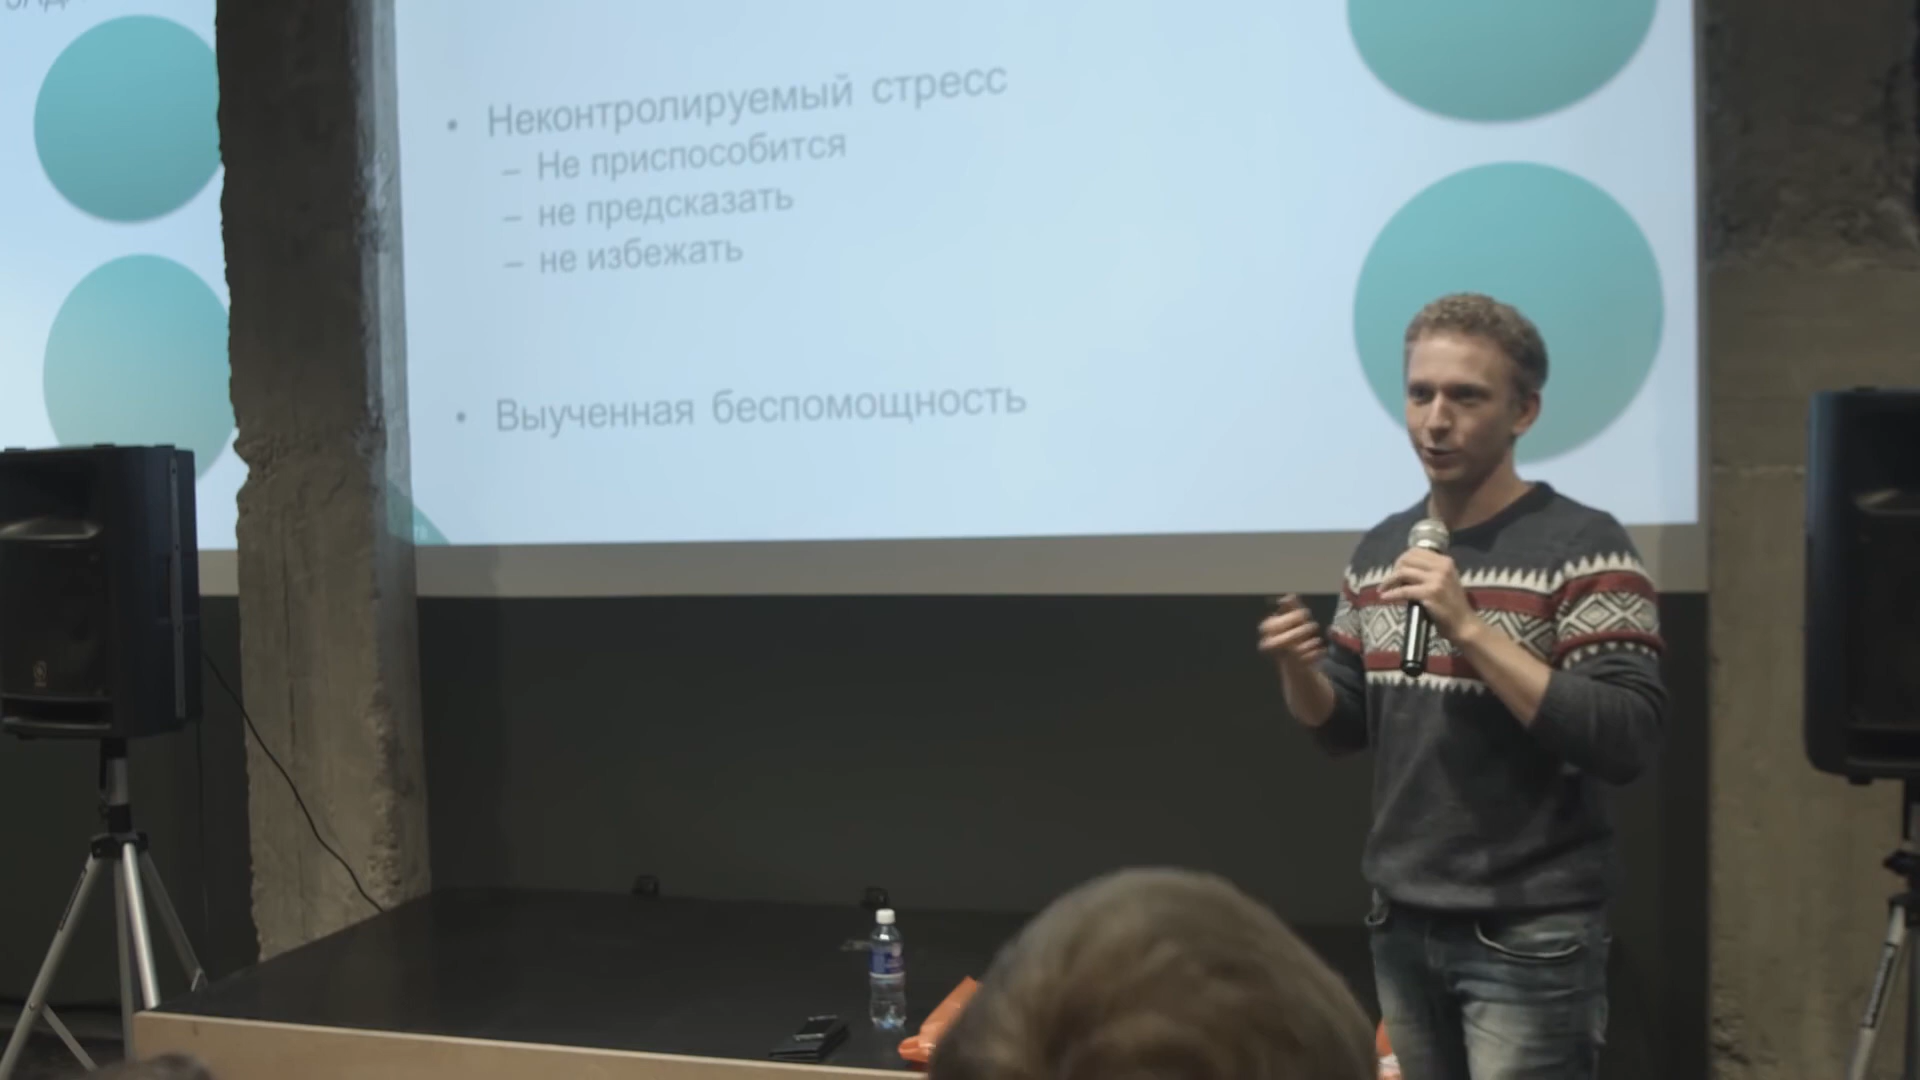 • Неконтролируемый стресс
– Не приспособится
– не предсказать
– не избежать
• Выученная беспомощность